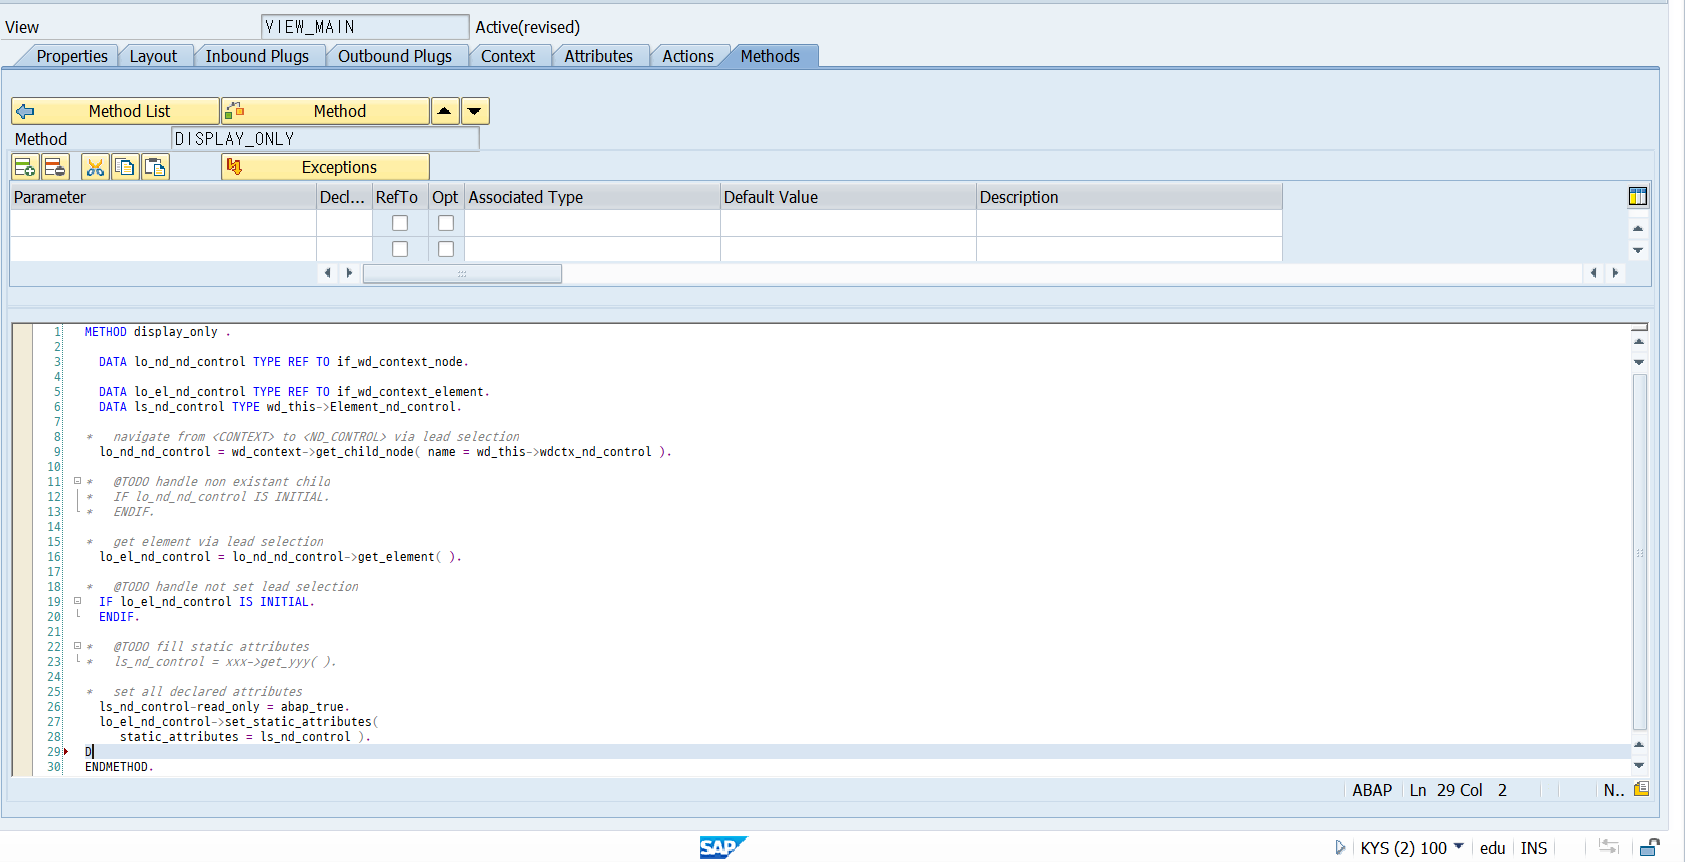 View VIEW_MAIN Active(revised)
Properties Layout Inbound Plugs Outbound Plugs Context Attributes Actions Methods
Method List Method
Method DISPLAY_ONLY
Exceptions
Parameter Decl... RefTo Opt Associated Type Default Value Description
1 METHOD display_only .
2
3 DATA lo_nd_nd_control TYPE REF TO if_wd_context_node.
4
5 DATA lo_el_nd_control TYPE REF TO if_wd_context_element.
6 DATA ls_nd_control TYPE wd_this->Element_nd_control.
7
8 * navigate from <CONTEXT> to <ND_CONTROL> via lead selection
9 lo_nd_nd_control = wd_context->get_child_node( name = wd_this->wdctx_nd_control ).
10
11 * @TODO handle non existant child
12 * IF lo_nd_nd_control IS INITIAL.
13 * ENDIF.
14
15 * get element via lead selection
16 lo_el_nd_control = lo_nd_nd_control->get_element( ).
17
18 * @TODO handle not set lead selection
19 IF lo_el_nd_control IS INITIAL.
20 ENDIF.
21
22 * @TODO fill static attributes
23 * ls_nd_control = xxx->get_yyy( ).
24
25 * set all declared attributes
26 ls_nd_control-read_only = abap_true.
27 lo_el_nd_control->set_static_attributes(
28 static_attributes = ls_nd_control ).
29 D
30 ENDMETHOD.
ABAP Ln 29 Col 2 N..
SAP KYS (2) 100 edu INS